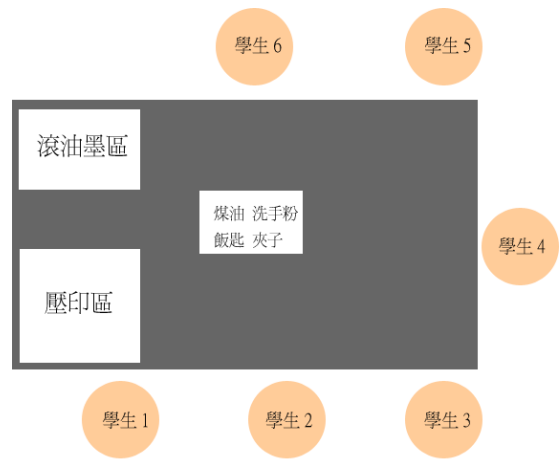 學生 6
學生 5
滾油墨區
煤油 洗手粉
飯匙 夾子
學生 4
壓印區
學生 1
學生 2
學生 3